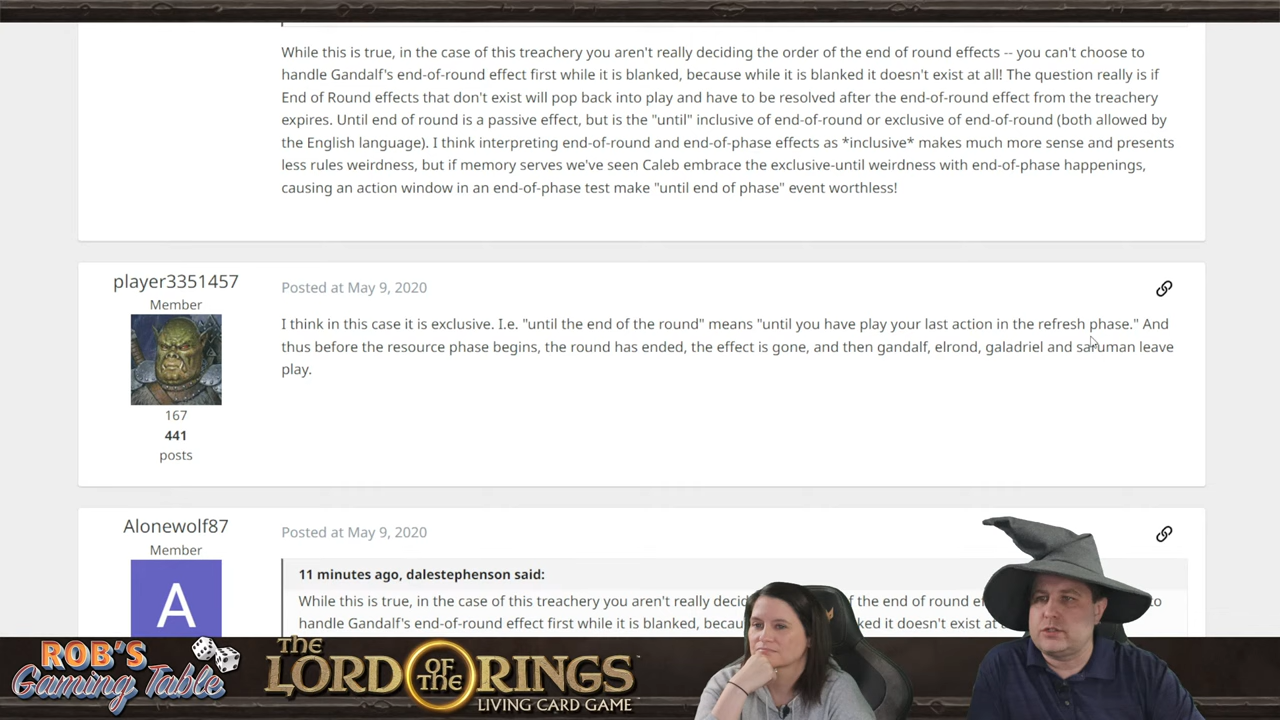 While this is true, in the case of this treachery you aren't really deciding the order of the end of round effects -- you can't choose to
handle Gandalf's end-of-round effect first while it is blanked, because while it is blanked it doesn't exist at all! The question really is if
End of Round effects that don't exist will pop back into play and have to be resolved after the end-of-round effect from the treachery
expires. Until end of round is a passive effect, but is the "until" inclusive of end-of-round or exclusive of end-of-round (both allowed by
the English language). I think interpreting end-of-round and end-of-phase effects as *inclusive* makes much more sense and presents
less rules weirdness, but if memory serves we've seen Caleb embrace the exclusive-until weirdness with end-of-phase happenings,
causing an action window in an end-of-phase test make "until end of phase" event worthless!
player3351457
Member
167
441
posts
Posted at May 9, 2020
I think in this case it is exclusive. I.e. "until the end of the round" means "until you have play your last action in the refresh phase." And
thus before the resource phase begins, the round has ended, the effect is gone, and then gandalf, elrond, galadriel and saruman leave
play.
Alonewolf87
Member
A
Posted at May 9, 2020
11 minutes ago, dalestephenson said:
While this is true, in the case of this treachery you aren't really of the end of round
handle Gandalf's end-of-round effect first while it is blanked, it doesn't exist at
ROB'S
Gaming Table
THE
LORD OF THE RINGS
LIVING CARD GAME